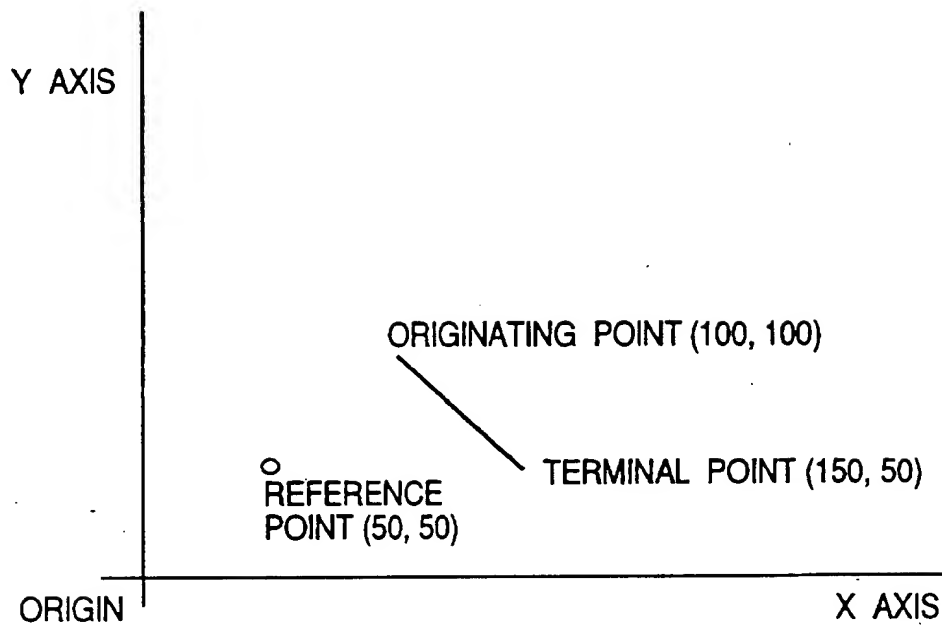 Y AXIS
ORIGINATING POINT (100, 100)
TERMINAL POINT (150, 50)
REFERENCE
POINT (50, 50)
ORIGIN
X AXIS